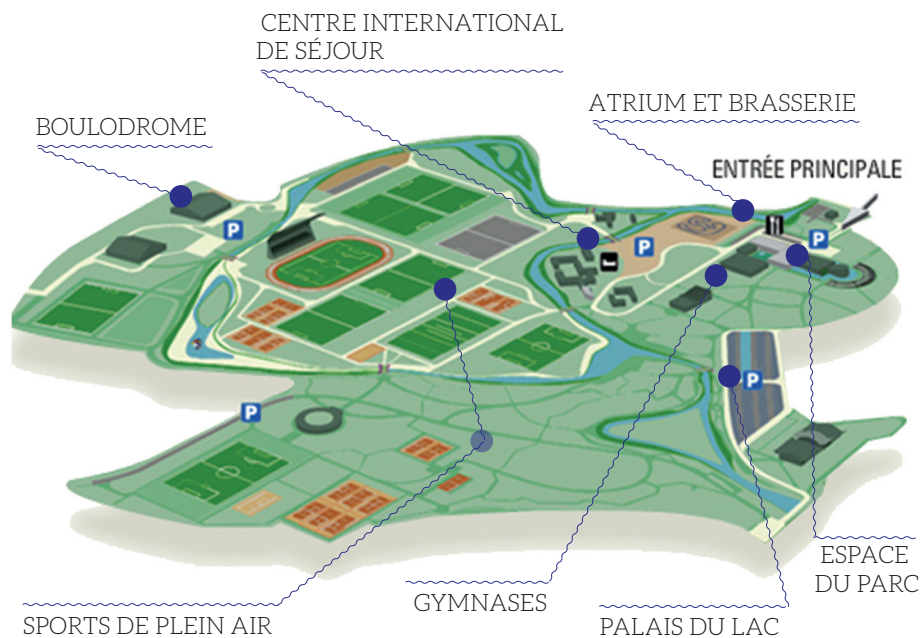 CENTRE INTERNATIONAL
DE SÉJOUR
ATRIUM ET BRASSERIE
BOULODROME
ENTRÉE PRINCIPALE
P
P
P
P
P
ESPACE
DU PARC
GYMNASES
PALAIS DU LAC
SPORTS DE PLEIN AIR